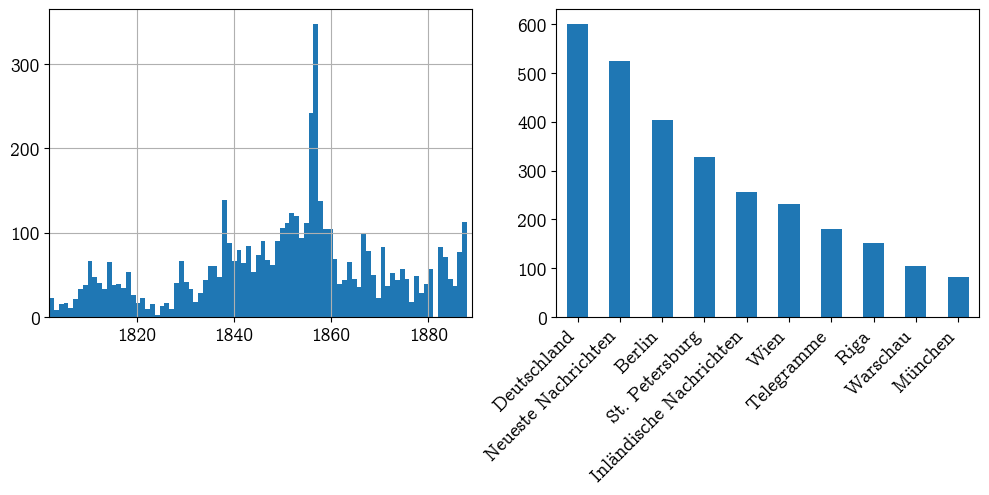 300
200
100
0
1820 1840 1860 1880
600
500
400
300
200
100
0
Deutschland
Neueste Nachrichten
Berlin
St. Petersburg
Inländische Nachrichten
Wien
Telegramme
Riga
Warschau
München